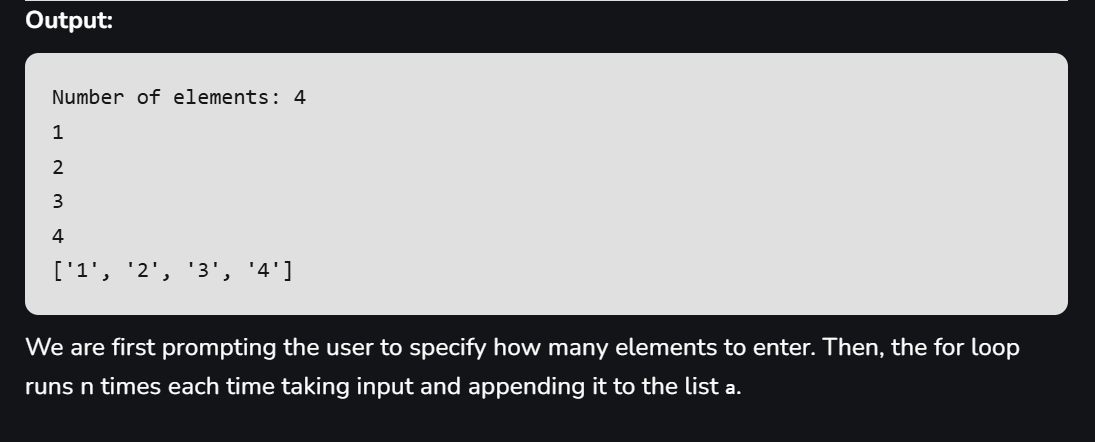 Output:
Number of elements: 4
1
2
3
4
['1', '2', '3', '4']
We are first prompting the user to specify how many elements to enter. Then, the for loop
runs n times each time taking input and appending it to the list a.